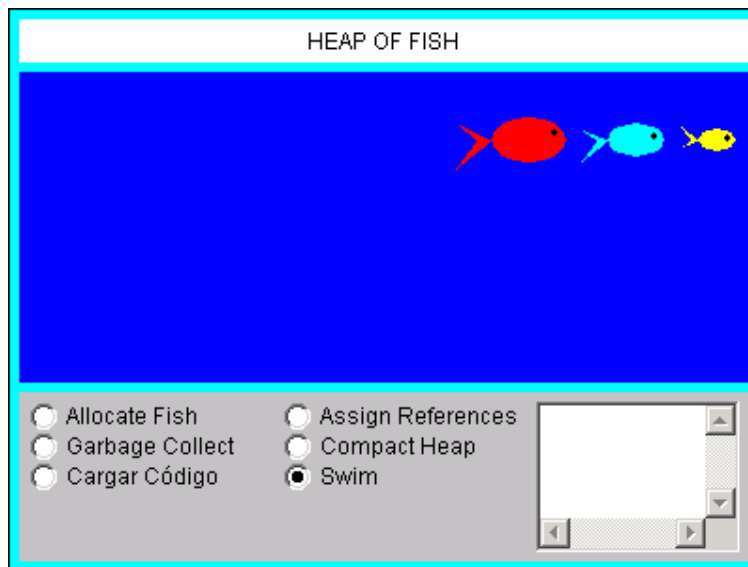 HEAP OF FISH
Allocate Fish
Assign References
Garbage Collect
Compact Heap
Cargar Código
Swim